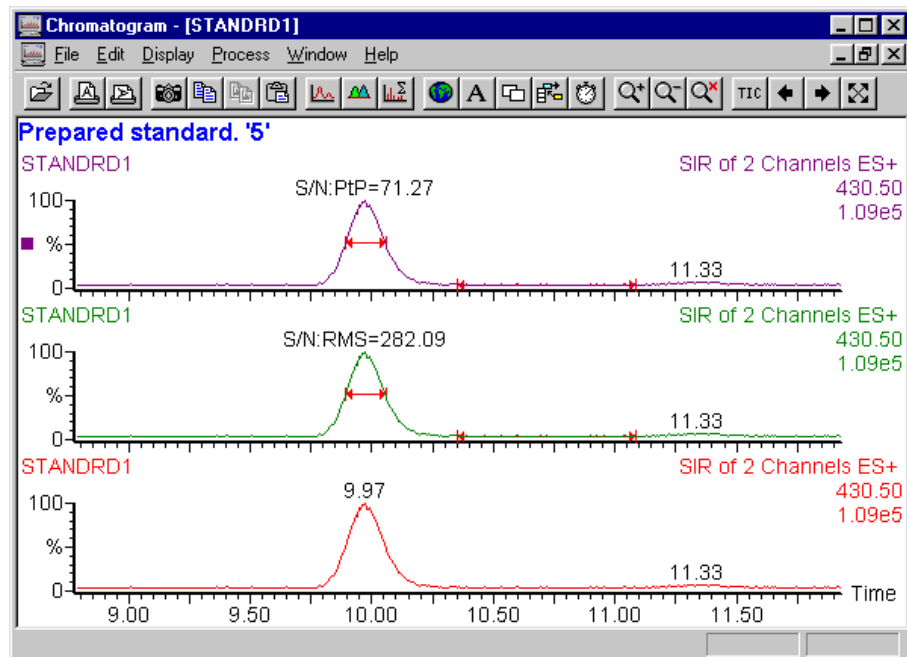 Chromatogram - [STANDRD1]
File Edit Display Process Window Help
A A A TIC
Prepared standard. '5'
STANDRD1 SIR of 2 Channels ES+
S/N:PtP=71.27 430.50
100 1.09e5
%
11.33
0
STANDRD1 SIR of 2 Channels ES+
S/N:RMS=282.09 430.50
100 1.09e5
%
11.33
0
STANDRD1 SIR of 2 Channels ES+
9.97 430.50
100 1.09e5
%
11.33
0 Time
9.00 9.50 10.00 10.50 11.00 11.50